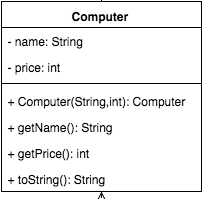 Computer
- name: String
- price: int
+ Computer(String,int): Computer
+ getName(): String
+ getPrice(): int
+ toString(): String